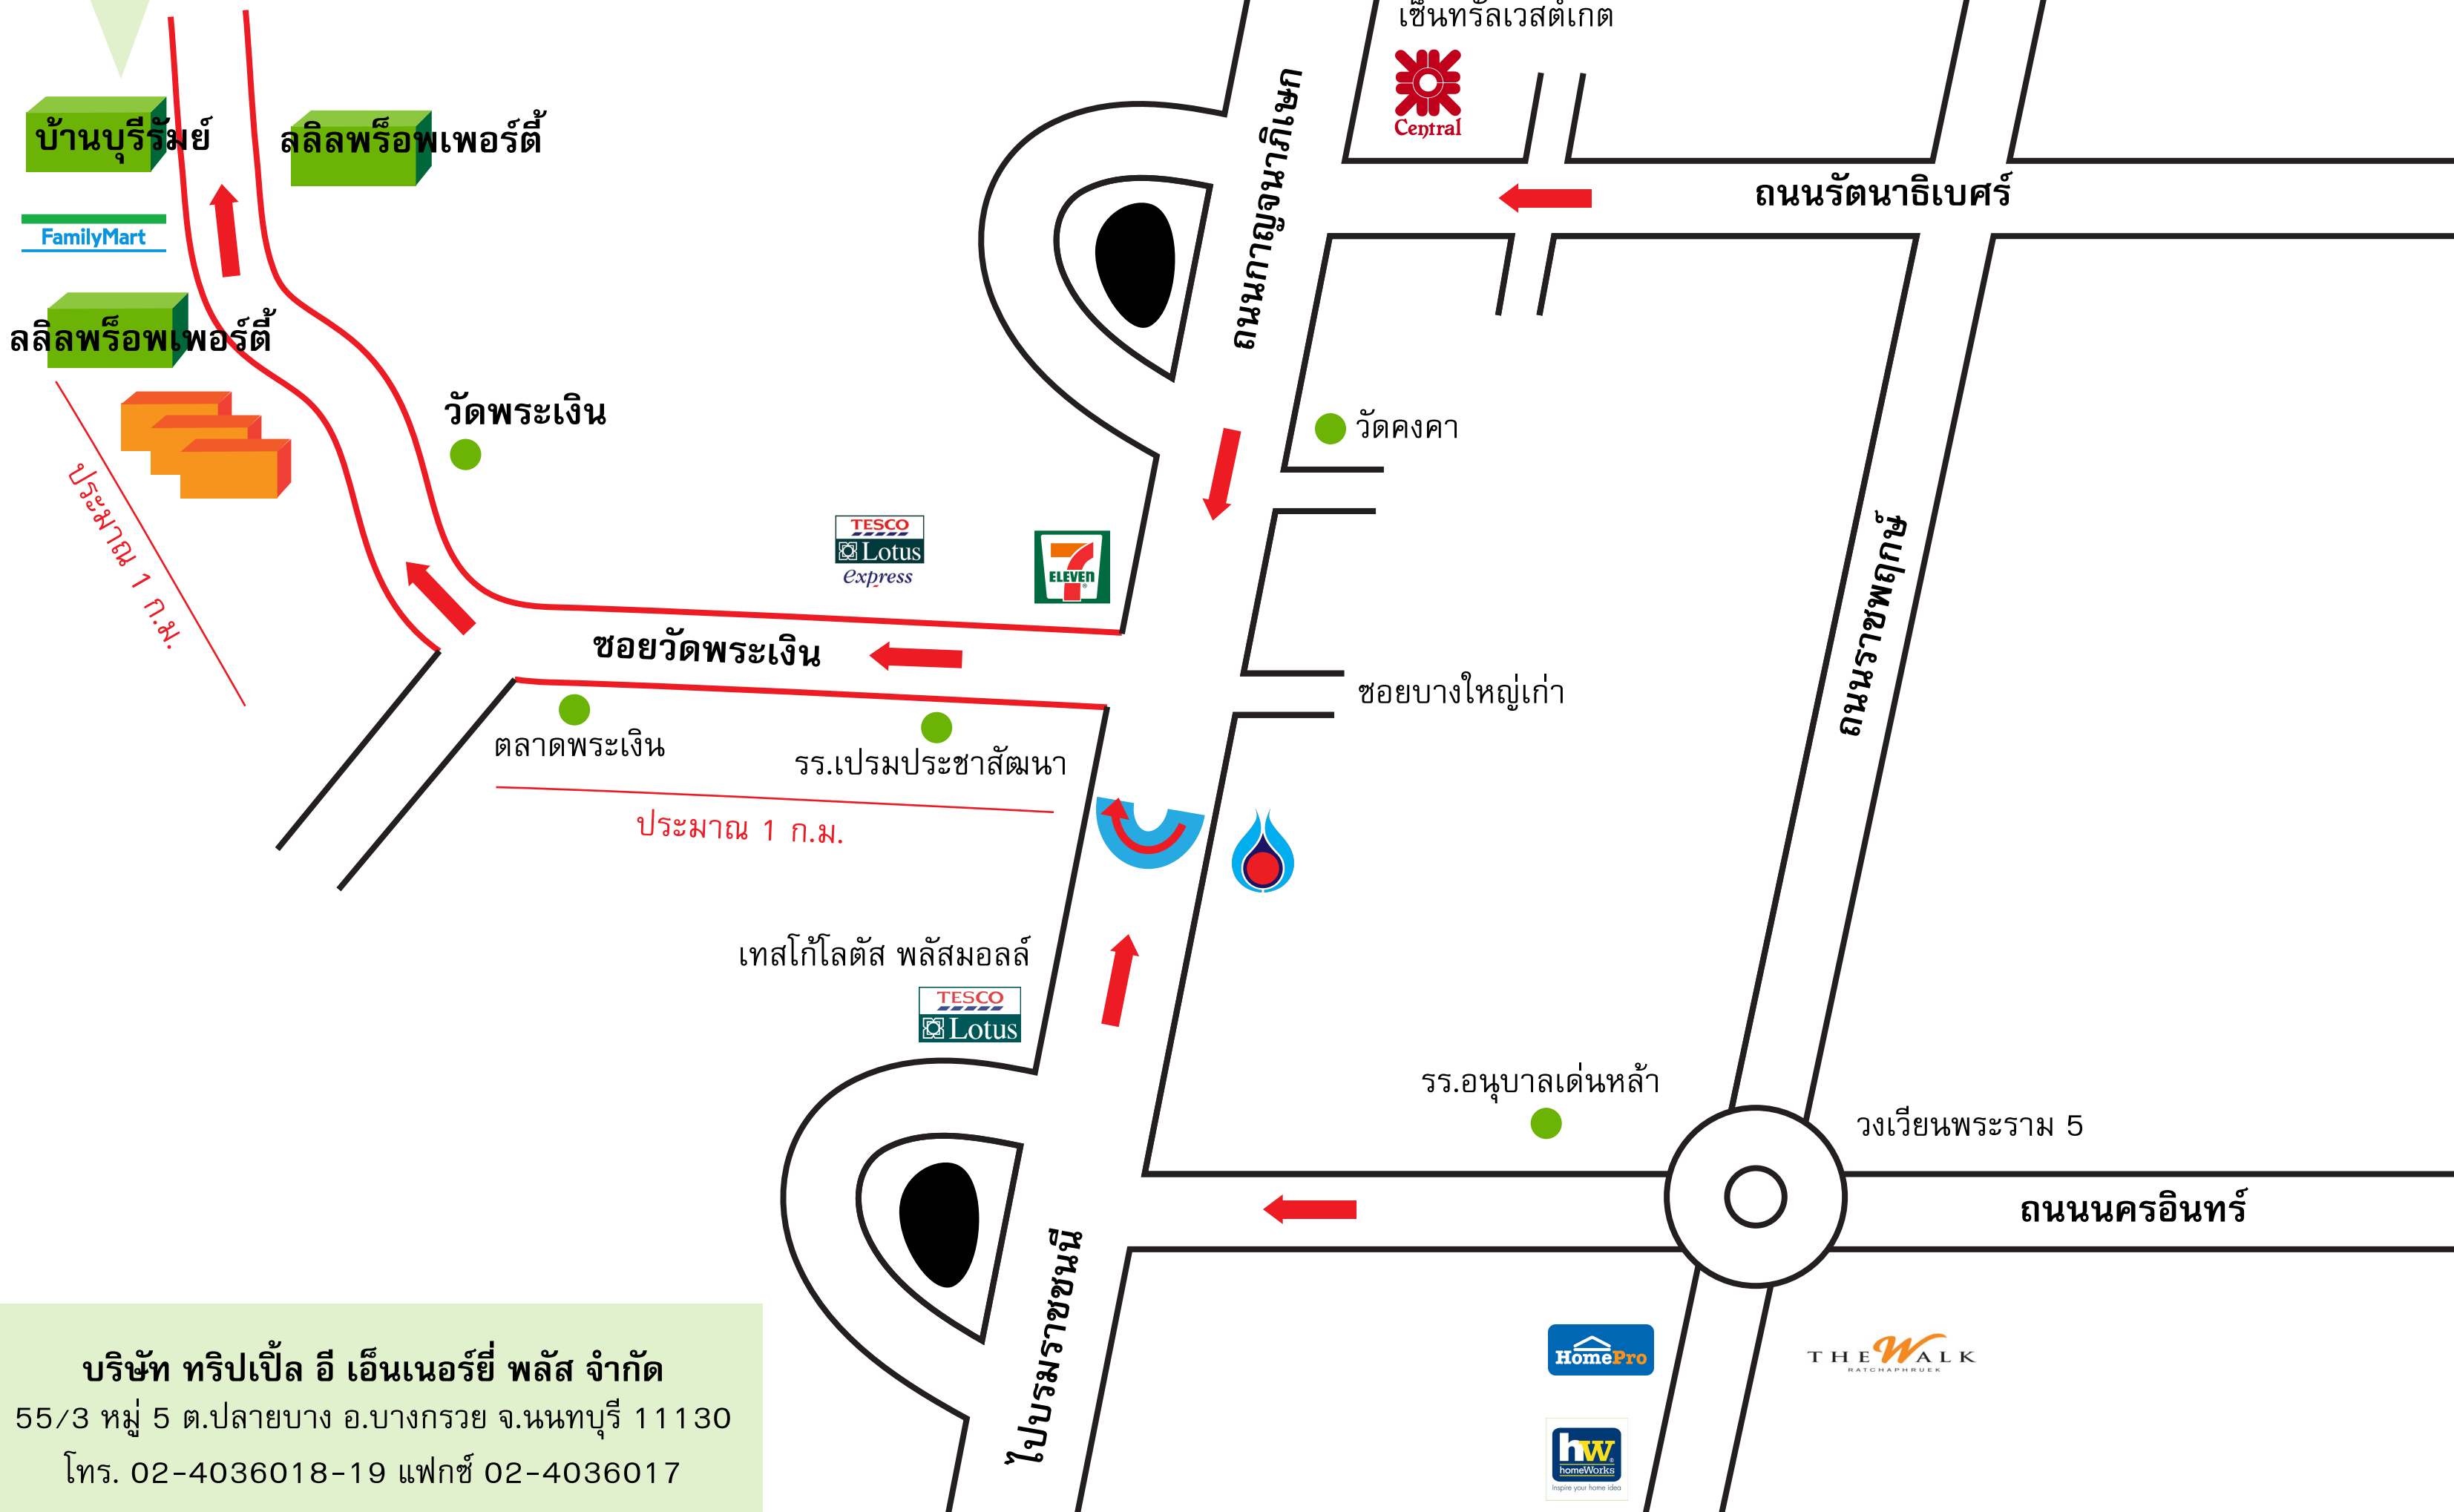 เซ็นทรัลเวสต์เกต
Central
ถนนกาญจนาภิเษก
ถนนรัตนาธิเบศร์
บ้านบุรีรัมย์
ลลิลพร็อพเพอร์ตี้
FamilyMart
ลลิลพร็อพเพอร์ตี้
วัดพระเงิน
วัดคงคา
ประมาณ 1 ก.ม.
TESCO
Lotus
express
7
ELEVEN
ซอยวัดพระเงิน
ซอยบางใหญ่เก่า
ถนนราชพฤกษ์
ตลาดพระเงิน
รร.เปรมประชาสัฒนา
ประมาณ 1 ก.ม.
เทสโก้โลตัส พลัสมอลล์
TESCO
Lotus
รร.อนุบาลเด่นหล้า
วงเวียนพระราม 5
ถนนนครอินทร์
ไปบรมราชชนนี
HomePro
THE WALK
RATCHAPHRUEK
hw
homeWorks
Inspire your home idea
บริษัท ทริปเปิ้ล อี เอ็นเนอร์ยี่ พลัส จำกัด
55/3 หมู่ 5 ต.ปลายบาง อ.บางกรวย จ.นนทบุรี 11130
โทร. 02-4036018-19 แฟกซ์ 02-4036017